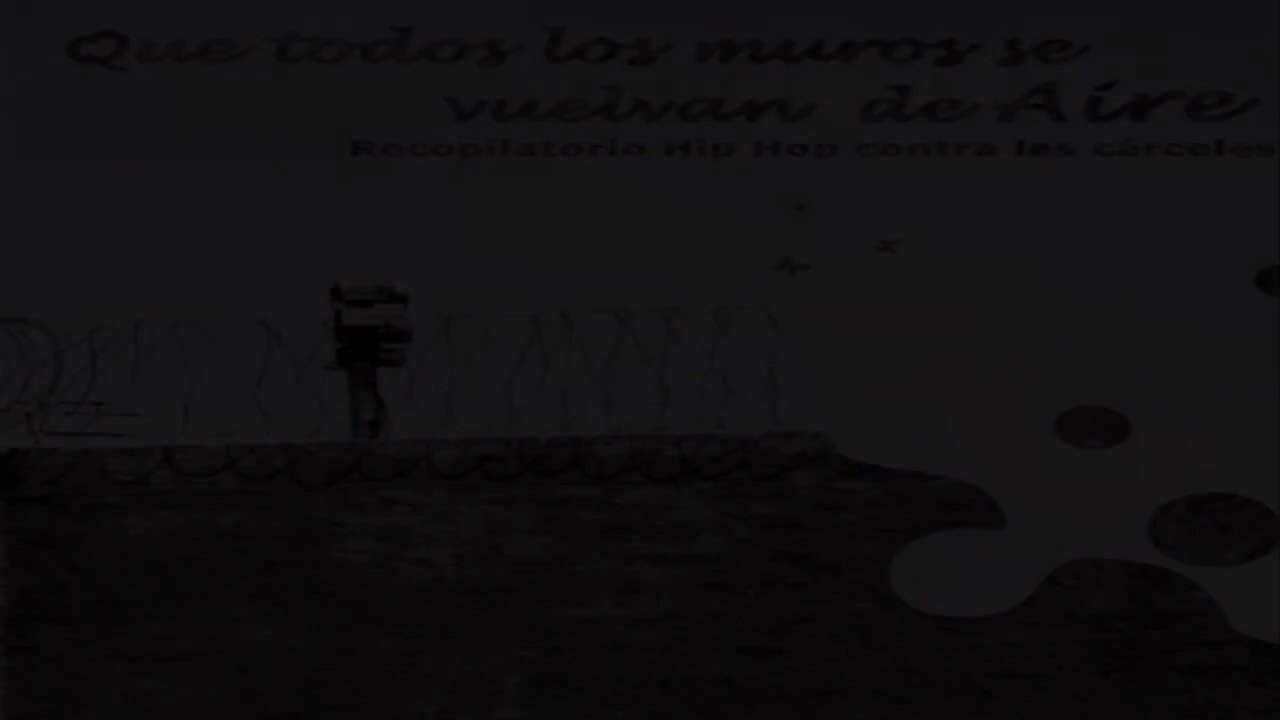 Que todos los muros se
vuelvan de Aire
Recopilatorio Hip Hop contra las cárceles